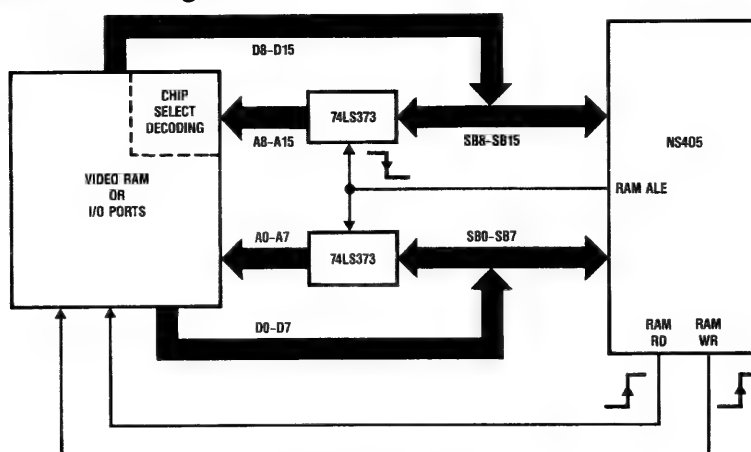 D8–D15
CHIP
SELECT
DECODING
74LS373
A8–A15
SB8–SB15
NS405
VIDEO RAM
OR
I/O PORTS
RAM ALE
A0–A7
SB0–SB7
74LS373
D0–D7
RAM
RD
RAM
WR